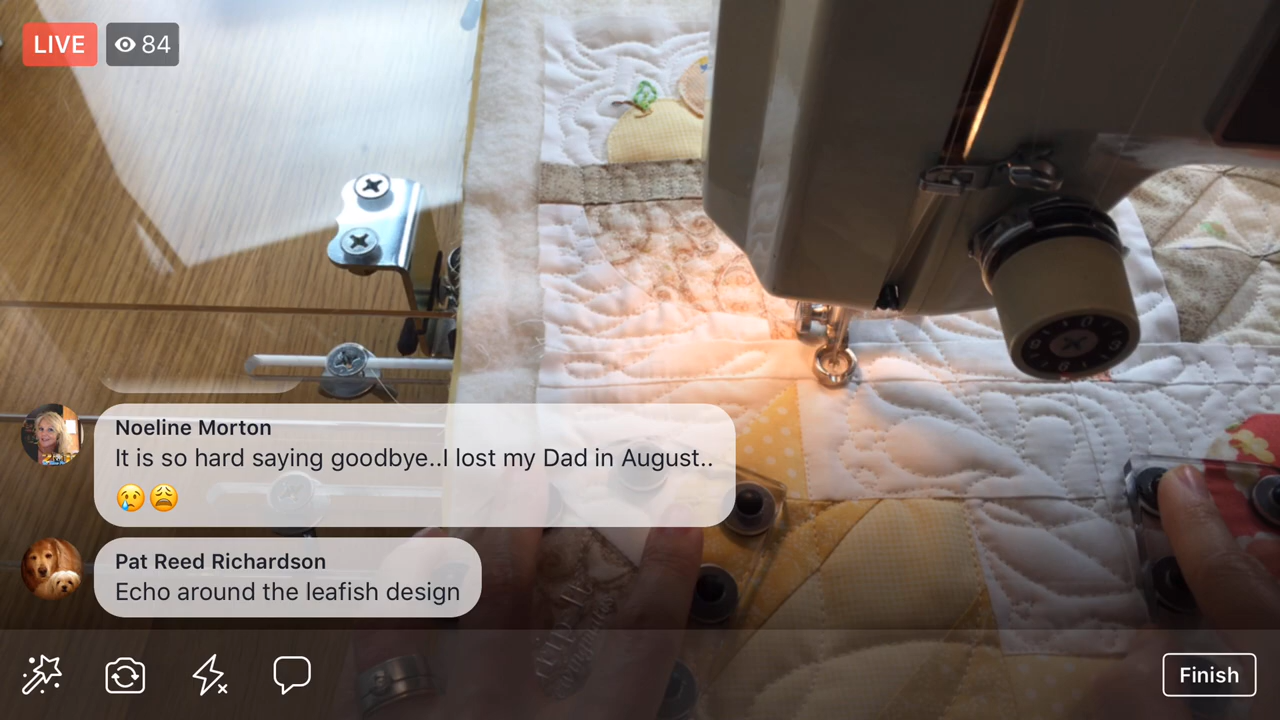 LIVE
84
Noeline Morton
It is so hard saying goodbye..I lost my Dad in August..
😢😩
Pat Reed Richardson
Echo around the leafish design
Finish